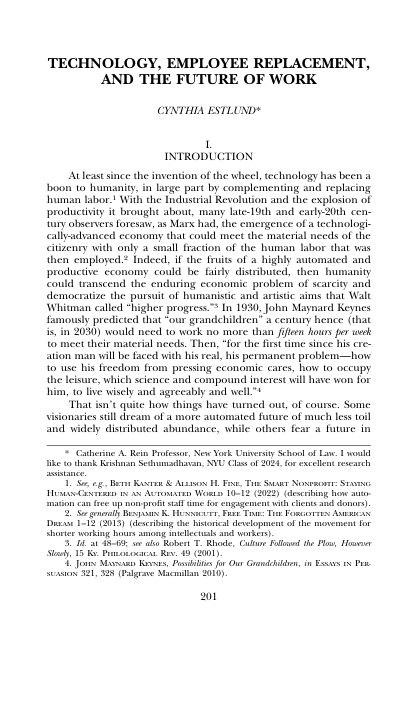 TECHNOLOGY, EMPLOYEE REPLACEMENT,
AND THE FUTURE OF WORK
CYNTHIA ESTLUND*
I.
INTRODUCTION
At least since the invention of the wheel, technology has been a
boon to humanity, in large part by complementing and replacing
human labor.1 With the Industrial Revolution and the explosion of
productivity it brought about, many late-19th and early-20th cen-
tury observers foresaw, as Marx had, the emergence of a technologi-
cally-advanced economy that could meet the material needs of the
citizenry with only a small fraction of the human labor that was
then employed.2 Indeed, if the fruits of a highly automated and
productive economy could be fairly distributed, then humanity
could transcend the enduring economic problem of scarcity and
democratize the pursuit of humanistic and artistic aims that Walt
Whitman called “higher progress.”3 In 1930, John Maynard Keynes
famously predicted that “our grandchildren” a century hence (that
is, in 2030) would need to work no more than fifteen hours per week
to meet their material needs. Then, “for the first time since his cre-
ation man will be faced with his real, his permanent problem—how
to use his freedom from pressing economic cares, how to occupy
the leisure, which science and compound interest will have won for
him, to live wisely and agreeably and well.”4
That isn’t quite how things have turned out, of course. Some
visionaries still dream of a more automated future of much less toil
and widely distributed abundance, while others fear a future in
* Catherine A. Rein Professor, New York University School of Law. I would
like to thank Krishnan Sethumadhavan, NYU Class of 2024, for excellent research
assistance.
1. See, e.g., BETH KANTER & ALLISON H. FINE, THE SMART NONPROFIT: STAYING
HUMAN-CENTERED IN AN AUTOMATED WORLD 10–12 (2022) (describing how auto-
mation can free up non-profit staff time for engagement with clients and donors).
2. See generally BENJAMIN K. HUNNICUTT, FREE TIME: THE FORGOTTEN AMERICAN
DREAM 1–12 (2013) (describing the historical development of the movement for
shorter working hours among intellectuals and workers).
3. Id. at 48–69; see also Robert T. Rhode, Culture Followed the Plow, However
Slowly, 15 KY. PHILOLOGICAL REV. 49 (2001).
4. JOHN MAYNARD KEYNES, Possibilities for Our Grandchildren, in ESSAYS IN PER-
SUASION 321, 328 (Palgrave Macmillan 2010).
201